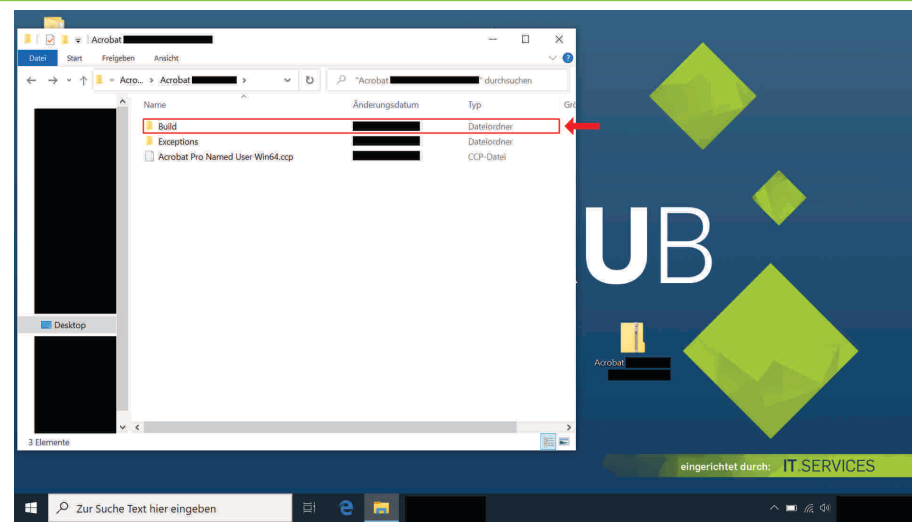 Acrobat
Datei Start Freigeben Ansicht
Acro... Acrobat "Acrobat " durchsuchen
Name Änderungsdatum Typ Grö
Build Dateiordner
Exceptions Dateiordner
Acrobat Pro Named User Win64.ccp CCP-Datei
UB
Desktop
Acrobat
3 Elemente
eingerichtet durch: IT.SERVICES
Zur Suche Text hier eingeben